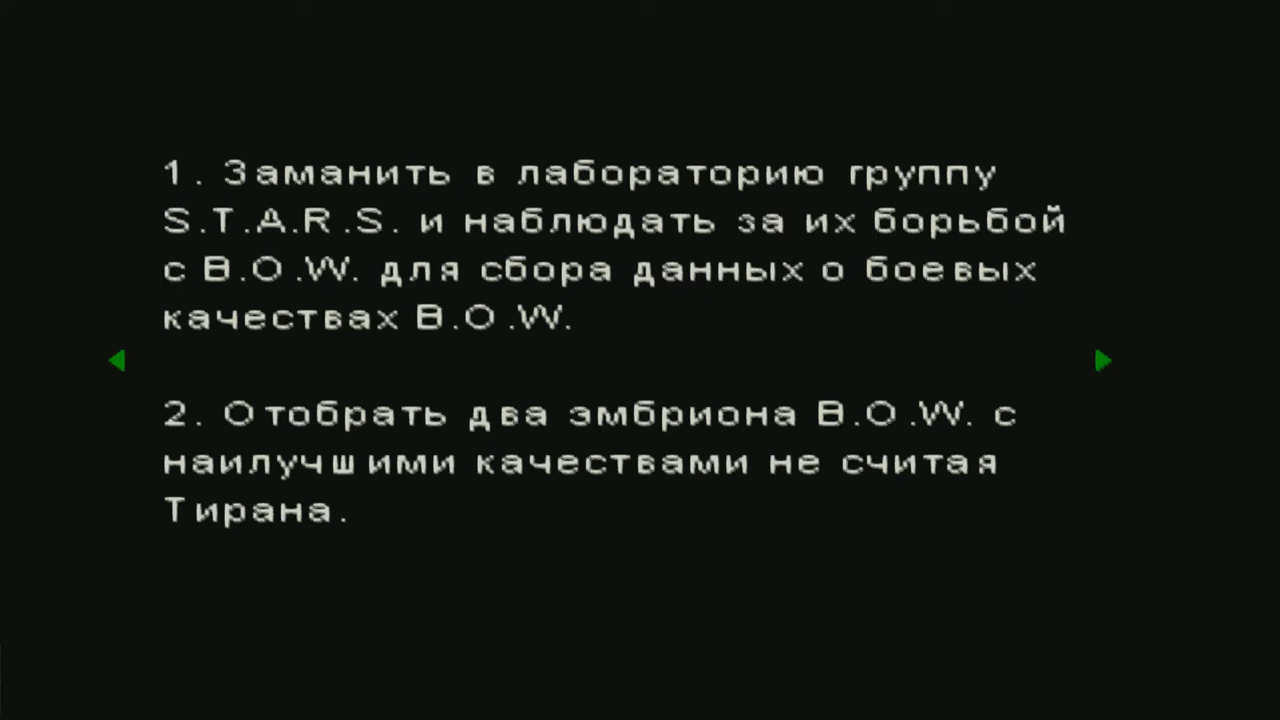 1. Заманить в лабораторию группу
S.T.A.R.S. и наблюдать за их борьбой
с B.O.W. для сбора данных о боевых
качествах B.O.W.
2. Отобрать два эмбриона B.O.W. с
наилучшими качествами не считая
Тирана.